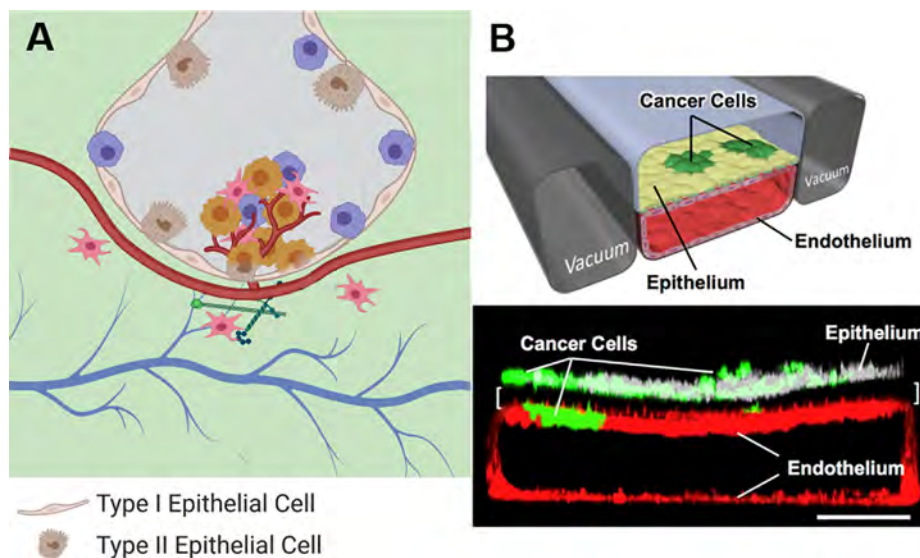 A
Type I Epithelial Cell
Type II Epithelial Cell
B
Cancer Cells
Vacuum
Vacuum
Endothelium
Epithelium
Cancer Cells
Epithelium
[
]
Endothelium